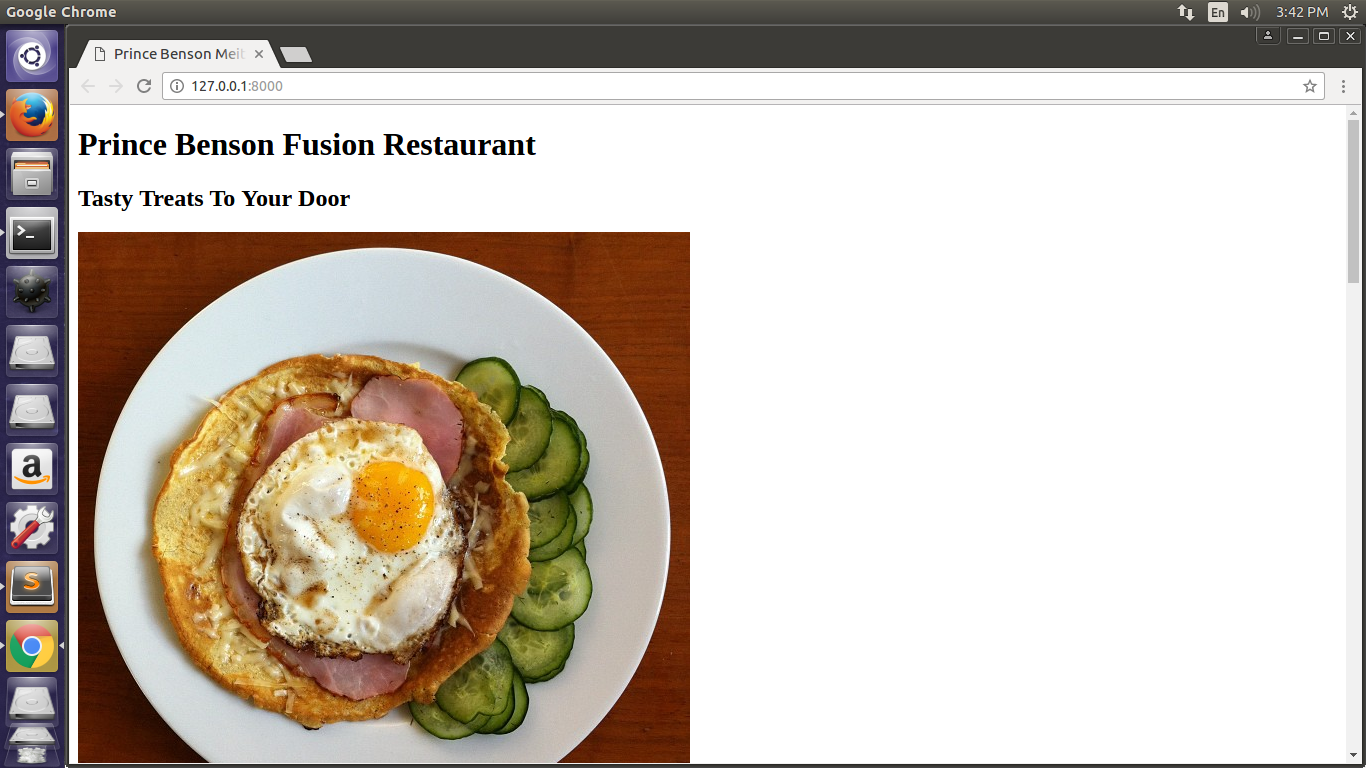 Google Chrome
En
3:42 PM
Prince Benson Meit
127.0.0.1:8000
Prince Benson Fusion Restaurant
Tasty Treats To Your Door